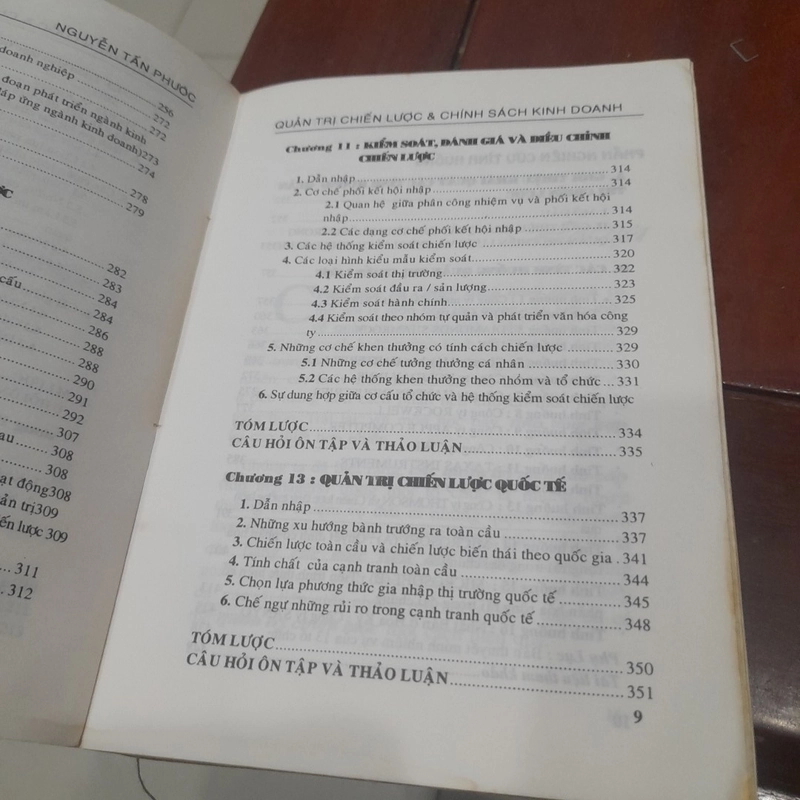 NGUYỄN TẤN PHƯỚC
doanh nghiệp
256
272
đoạn phát triển ngành kinh
272
đáp ứng ngành kinh doanh)273
274
278
279
282
283
cấu
284
284
286
288
288
290
291
292
307
308
308
ạt động308
ản trị309
iến lược 309
311
312
QUẢN TRỊ CHIẾN LƯỢC & CHÍNH SÁCH KINH DOANH
Chương 11 : KIỂM SOÁT, ĐÁNH GIÁ VÀ ĐIỀU CHỈNH
CHIẾN LƯỢC
1. Dẫn nhập 314
2. Cơ chế phối kết hội nhập 314
2.1 Quan hệ giữa phân công nhiệm vụ và phối kết hội
nhập 314
2.2 Các dạng cơ chế phối kết hội nhập 315
3. Các hệ thống kiểm soát chiến lược 317
4. Các loại hình kiểu mẫu kiểm soát 320
4.1 Kiểm soát thị trường 322
4.2 Kiểm soát đầu ra / sản lượng 323
4.3 Kiểm soát hành chính 325
4.4 Kiểm soát theo nhóm tự quản và phát triển văn hóa công
ty 329
5. Những cơ chế khen thưởng có tính cách chiến lược 329
5.1 Những cơ chế tưởng thưởng cá nhân 330
5.2 Các hệ thống khen thưởng theo nhóm và tổ chức 331
6. Sự dung hợp giữa cơ cấu tổ chức và hệ thống kiểm soát chiến lược
TÓM LƯỢC 334
CÂU HỎI ÔN TẬP VÀ THẢO LUẬN 335
Chương 13 : QUẢN TRỊ CHIẾN LƯỢC QUỐC TẾ
1. Dẫn nhập 337
2. Những xu hướng bành trướng ra toàn cầu 337
3. Chiến lược toàn cầu và chiến lược biến thái theo quốc gia . 341
4. Tính chất của cạnh tranh toàn cầu 344
5. Chọn lựa phương thức gia nhập thị trường quốc tế 345
6. Chế ngự những rủi ro trong cạnh tranh quốc tế 348
TÓM LƯỢC 350
CÂU HỎI ÔN TẬP VÀ THẢO LUẬN 351
9